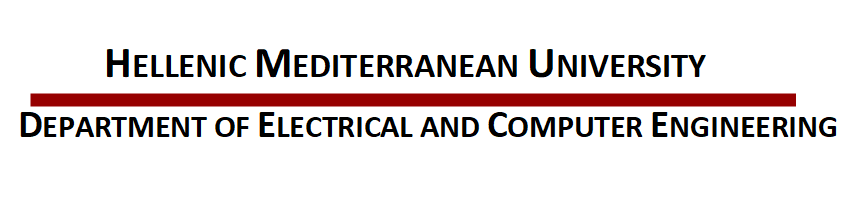 HELLENIC MEDITERRANEAN UNIVERSITY
DEPARTMENT OF ELECTRICAL AND COMPUTER ENGINEERING